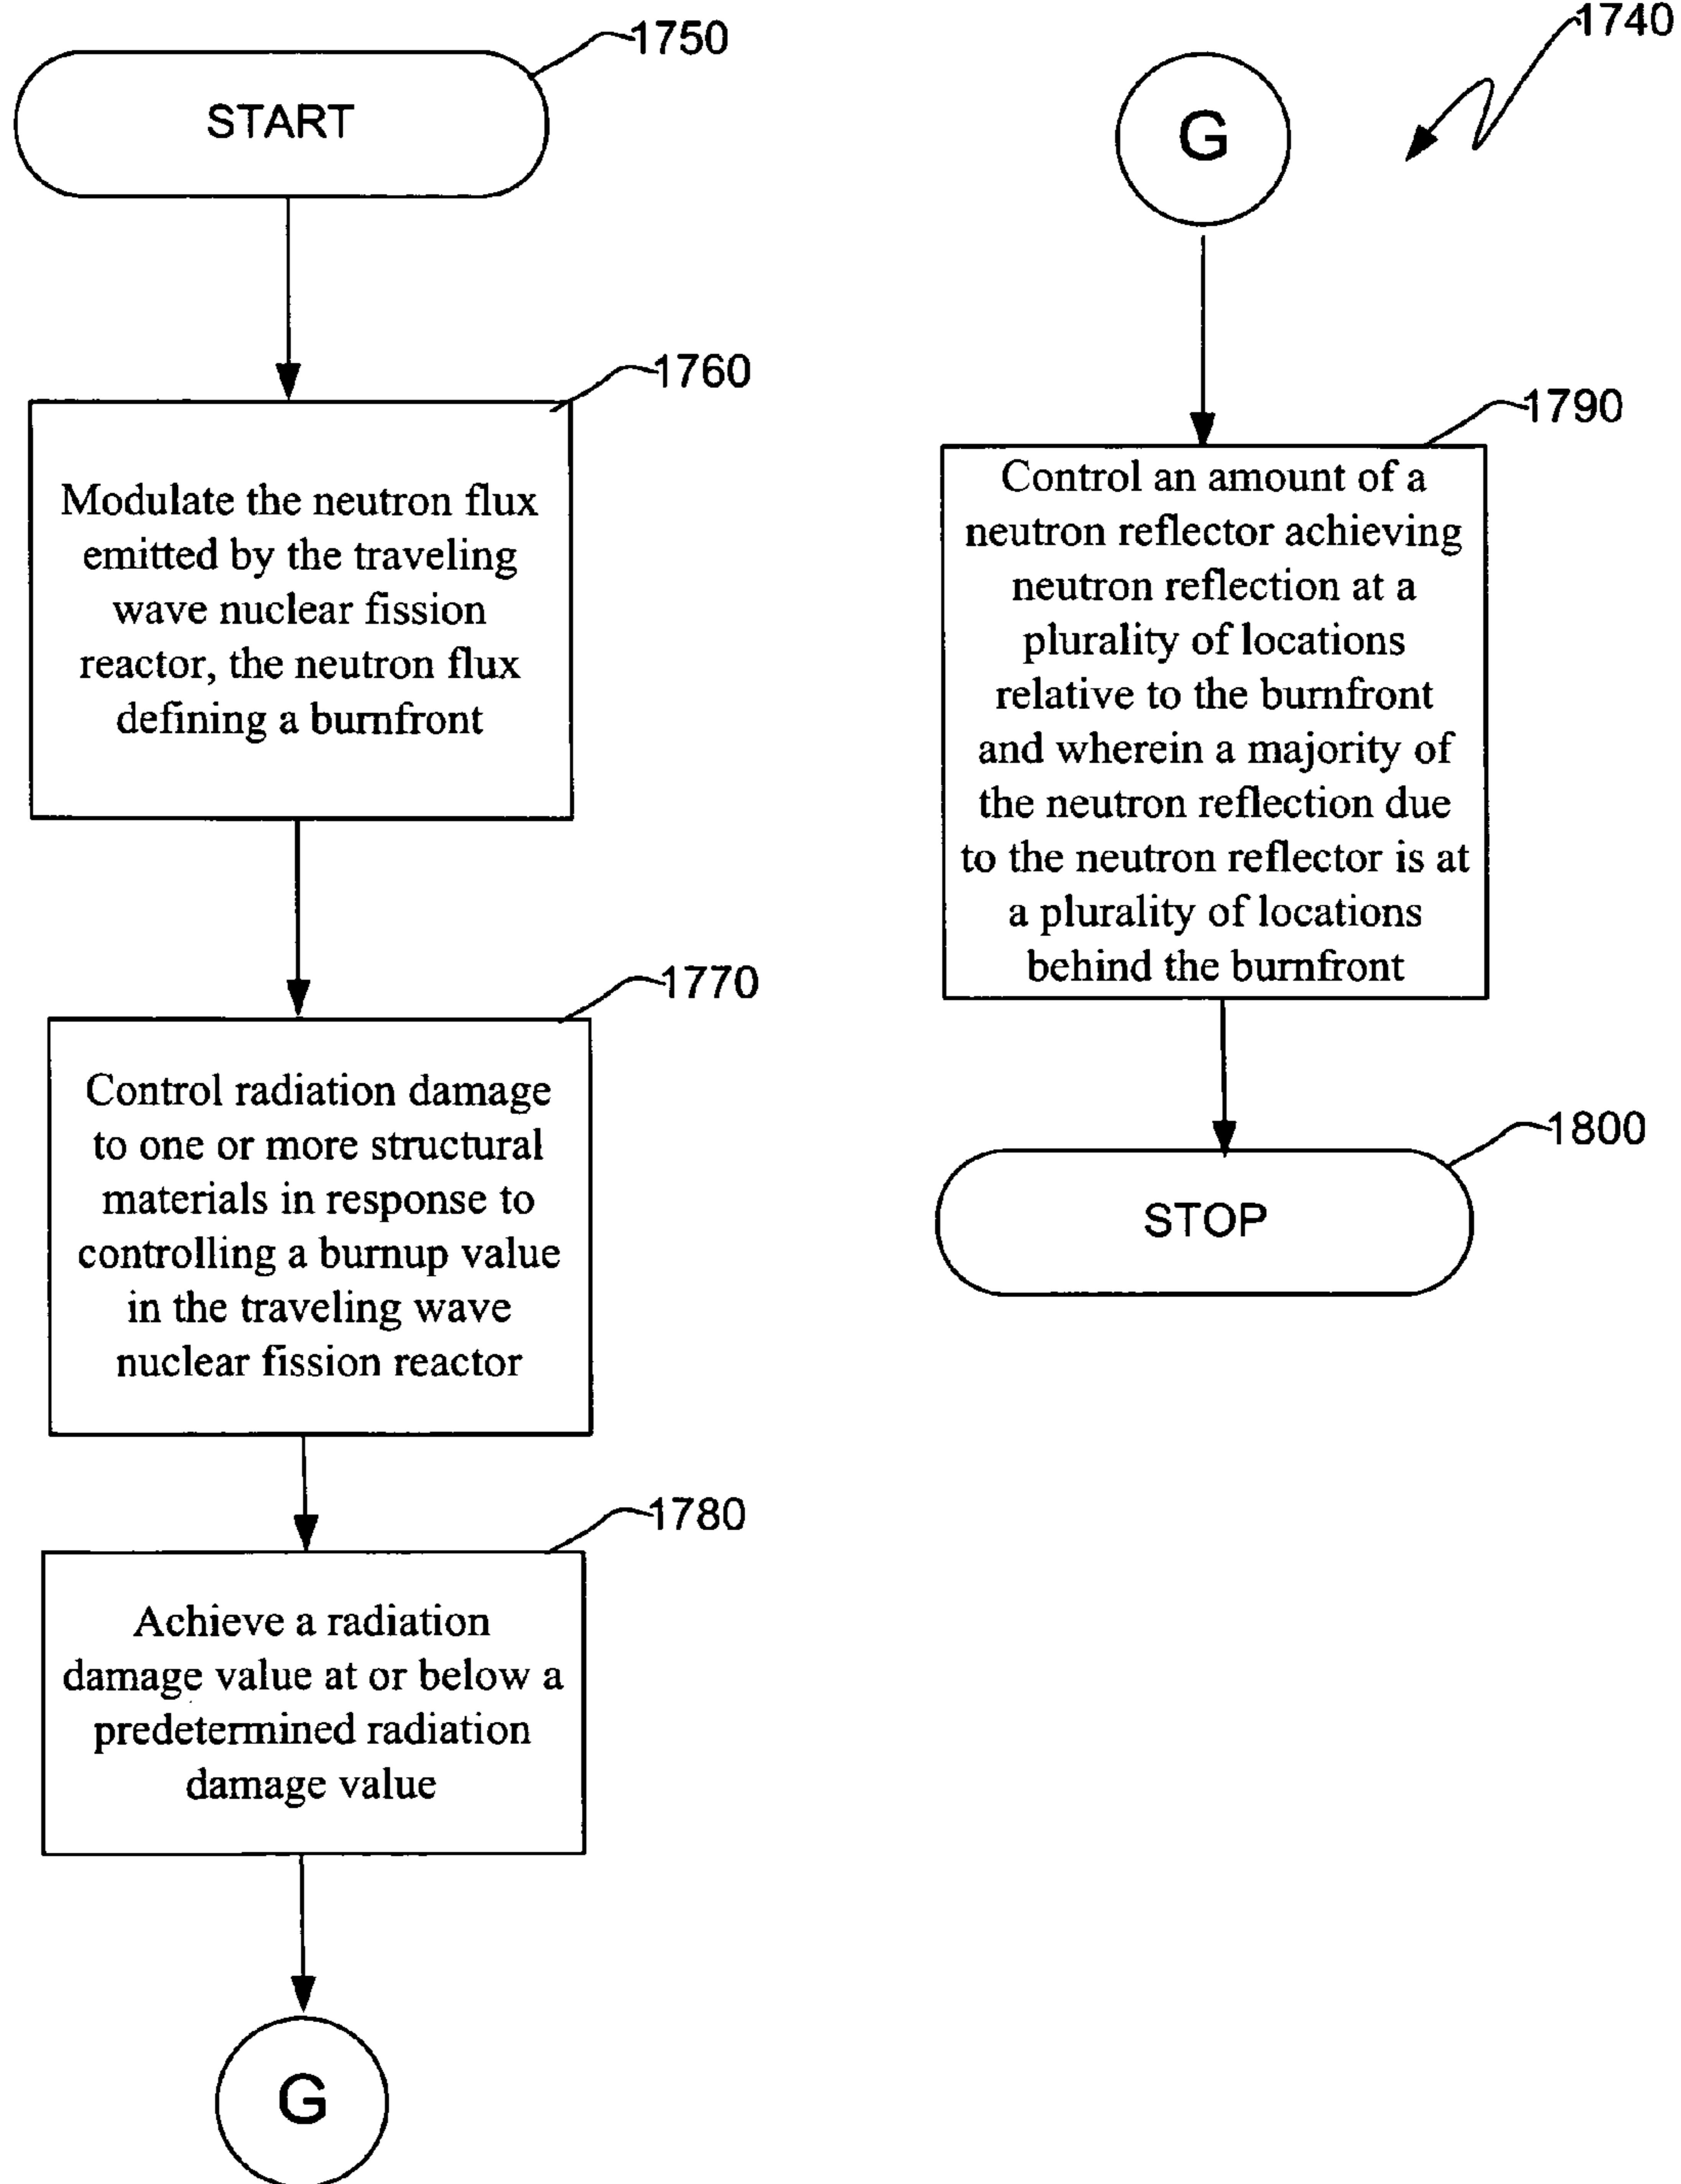 1750
START
1760
Modulate the neutron flux
emitted by the traveling
wave nuclear fission
reactor, the neutron flux
defining a burnfront
1770
Control radiation damage
to one or more structural
materials in response to
controlling a burnup value
in the traveling wave
nuclear fission reactor
1780
Achieve a radiation
damage value at or below a
predetermined radiation
damage value
G
1740
G
1790
Control an amount of a
neutron reflector achieving
neutron reflection at a
plurality of locations
relative to the burnfront
and wherein a majority of
the neutron reflection due
to the neutron reflector is at
a plurality of locations
behind the burnfront
1800
STOP